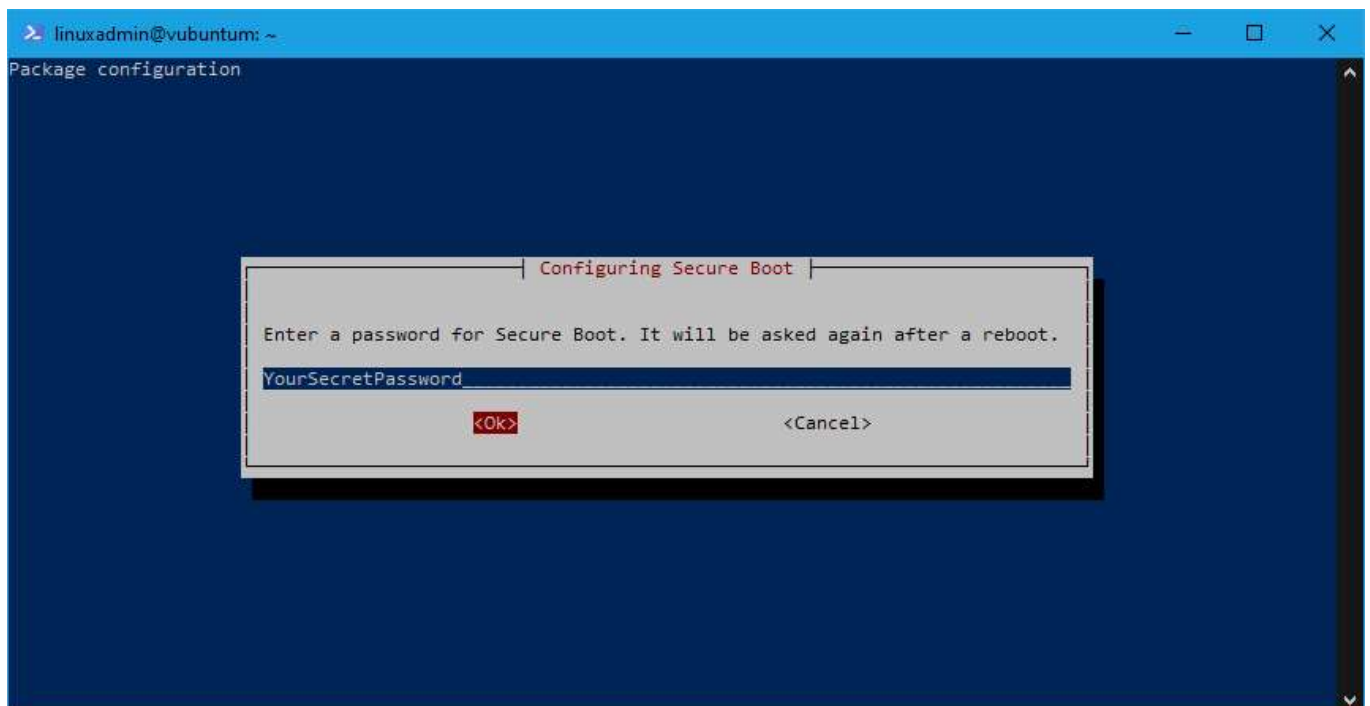 linuxadmin@vubuntum: ~
Package configuration
Configuring Secure Boot
Enter a password for Secure Boot. It will be asked again after a reboot.
YourSecretPassword
<Ok> <Cancel>